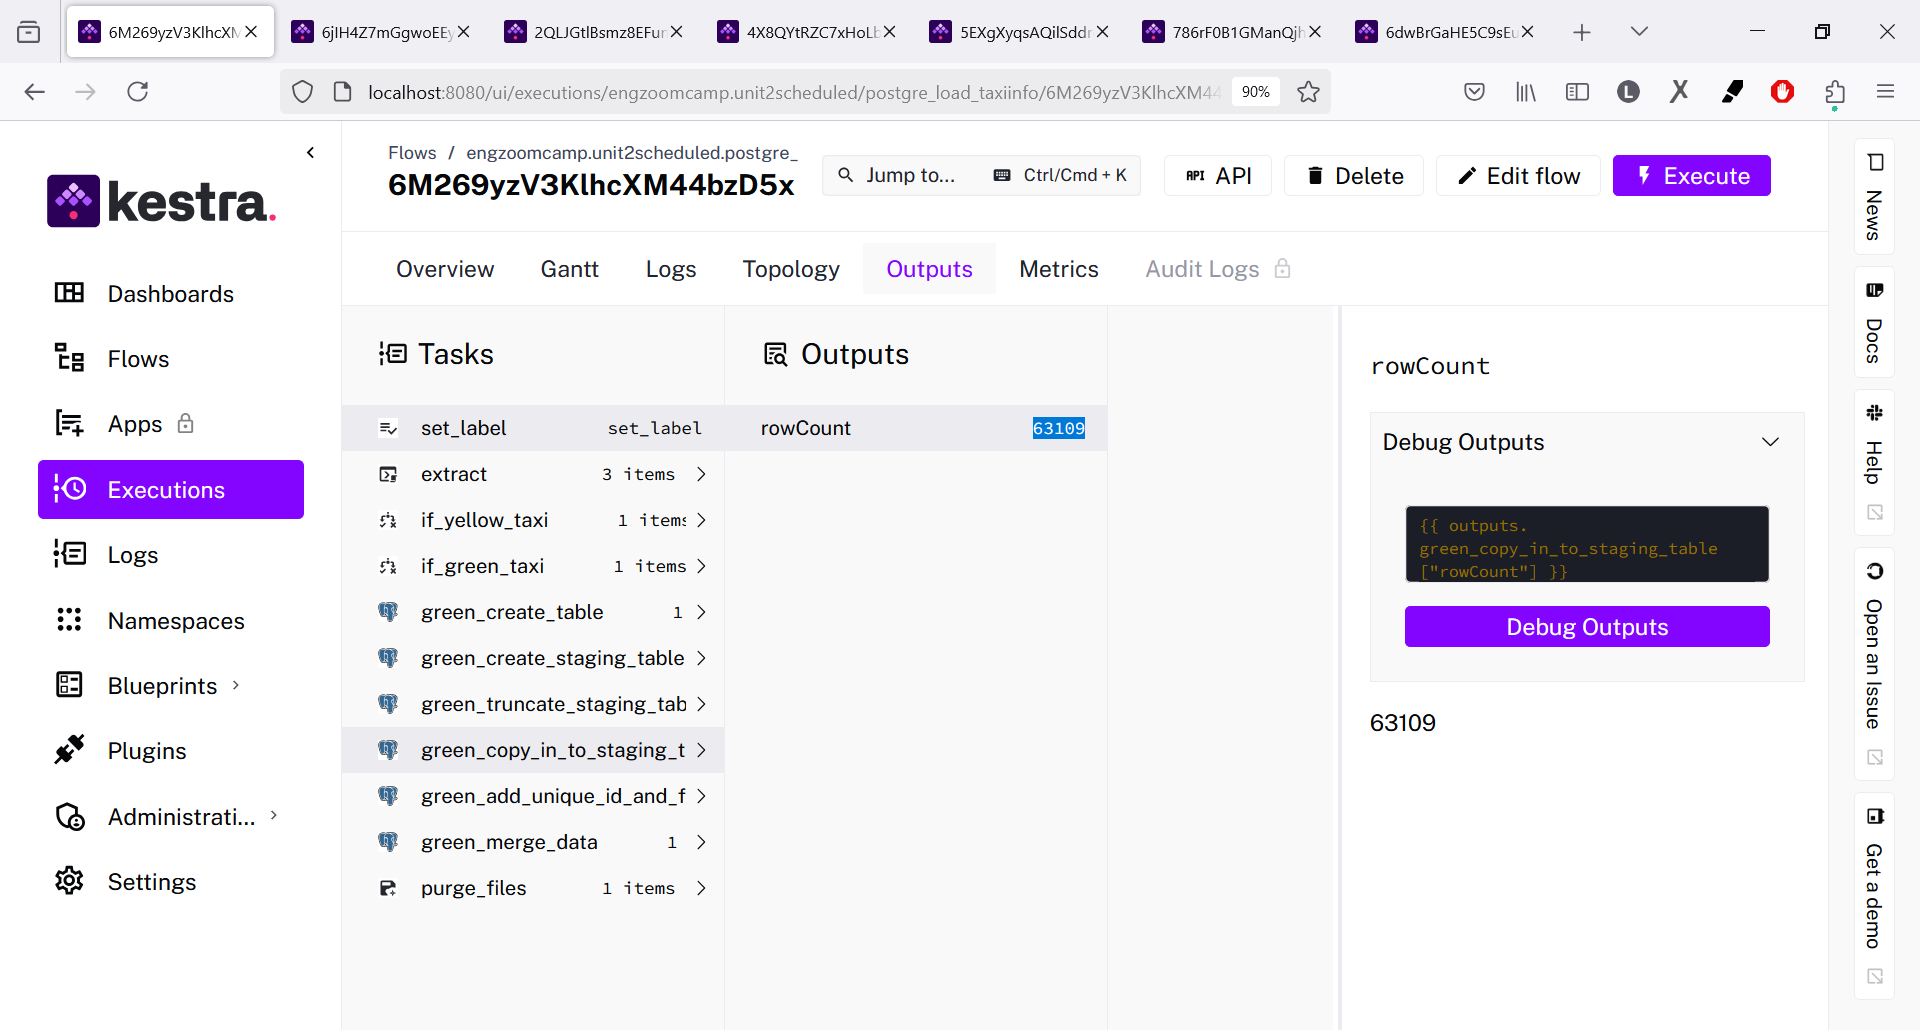 6M269yzV3KlhcXM
6jIH4Z7mGgwoEEy
2QLJGtlBsmz8EFur
4X8QYtRZC7xHoLb
5EXgXyqsAQilSddr
786rF0B1GManQjh
6dwBrGaHE5C9sEu
localhost:8080/ui/executions/engzoomcamp.unit2scheduled/postgre_load_taxiinfo/6M269yzV3KlhcXM44
90%
L
kestra.
Dashboards
Flows
Apps
Executions
Logs
Namespaces
Blueprints
Plugins
Administrati...
Settings
Flows / engzoomcamp.unit2scheduled.postgre_
6M269yzV3KlhcXM44bzD5x
Jump to... Ctrl/Cmd + K
API API
Delete
Edit flow
Execute
Overview Gantt Logs Topology Outputs Metrics Audit Logs
Tasks
set_label set_label
extract 3 items
if_yellow_taxi 1 items
if_green_taxi 1 items
green_create_table 1
green_create_staging_table
green_truncate_staging_tab
green_copy_in_to_staging_t
green_add_unique_id_and_f
green_merge_data 1
purge_files 1 items
Outputs
rowCount 63109
rowCount
Debug Outputs
{{ outputs.
green_copy_in_to_staging_table
["rowCount"] }}
Debug Outputs
63109
News
Docs
Help
Open an Issue
Get a demo